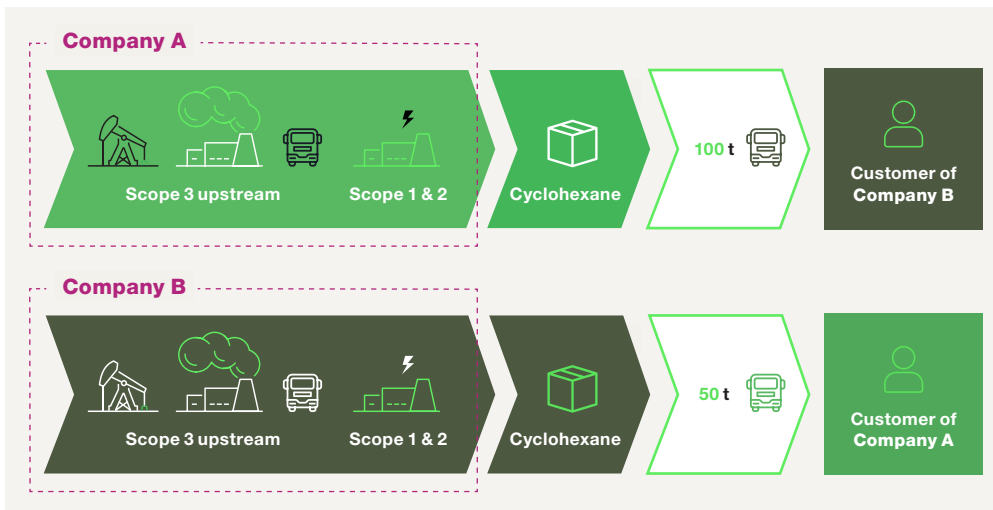 Company A
Scope 3 upstream
Scope 1 & 2
Cyclohexane
100 t
Customer of
Company B
Company B
Scope 3 upstream
Scope 1 & 2
Cyclohexane
50 t
Customer of
Company A